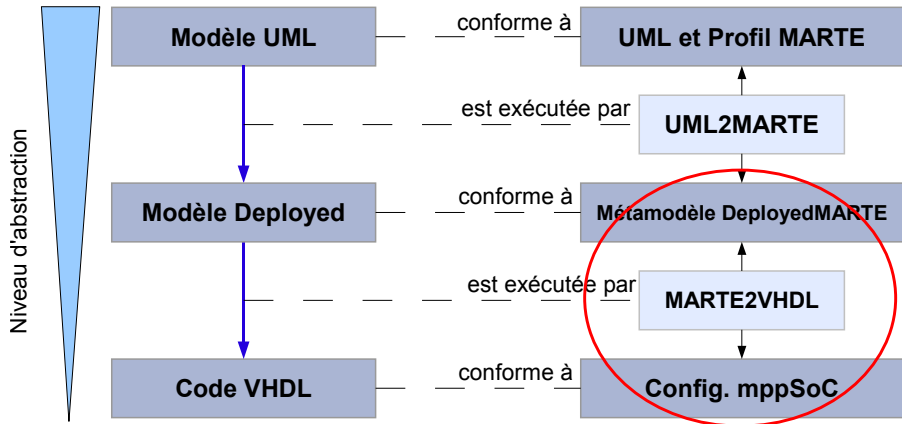 Niveau d'abstraction
Modèle UML
conforme à
UML et Profil MARTE
est exécutée par
UML2MARTE
Modèle Deployed
conforme à
Métamodèle DeployedMARTE
est exécutée par
MARTE2VHDL
Code VHDL
conforme à
Config. mppSoC